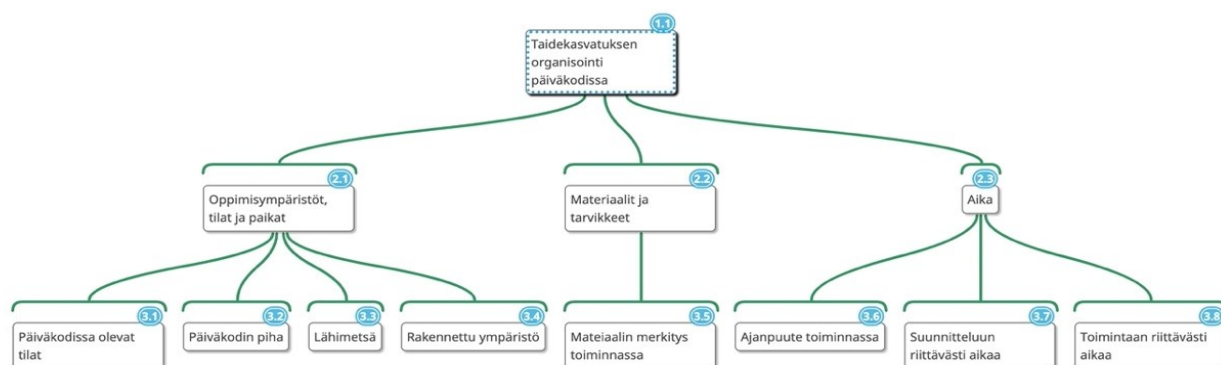 1.1
Taidekasvatuksen
organisointi
päiväkodissa
2.1
Oppimisympäristöt,
tilat ja paikat
2.2
Materiaalit ja
tarvikkeet
2.3
Aika
3.1
Päiväkodissa olevat
tilat
3.2
Päiväkodin piha
3.3
Lähimetsä
3.4
Rakennettu ympäristö
3.5
Mateiaalin merkitys
toiminnassa
3.6
Ajanpuute toiminnassa
3.7
Suunnitteluun
riittävästi aikaa
3.8
Toimintaan riittävästi
aikaa